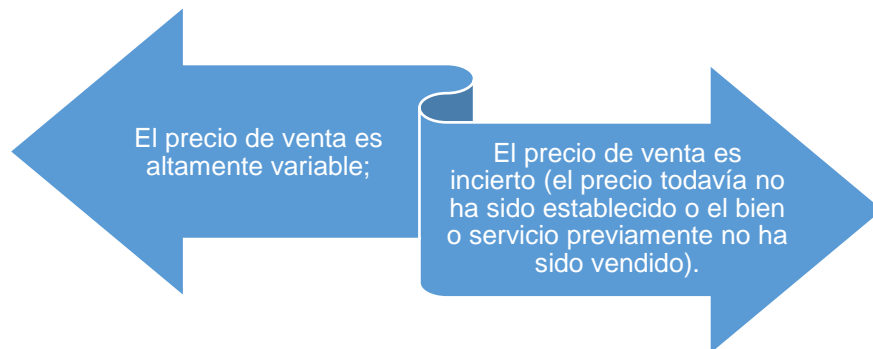 El precio de venta es
altamente variable;
El precio de venta es
incierto (el precio todavía no
ha sido establecido o el bien
o servicio previamente no ha
sido vendido).